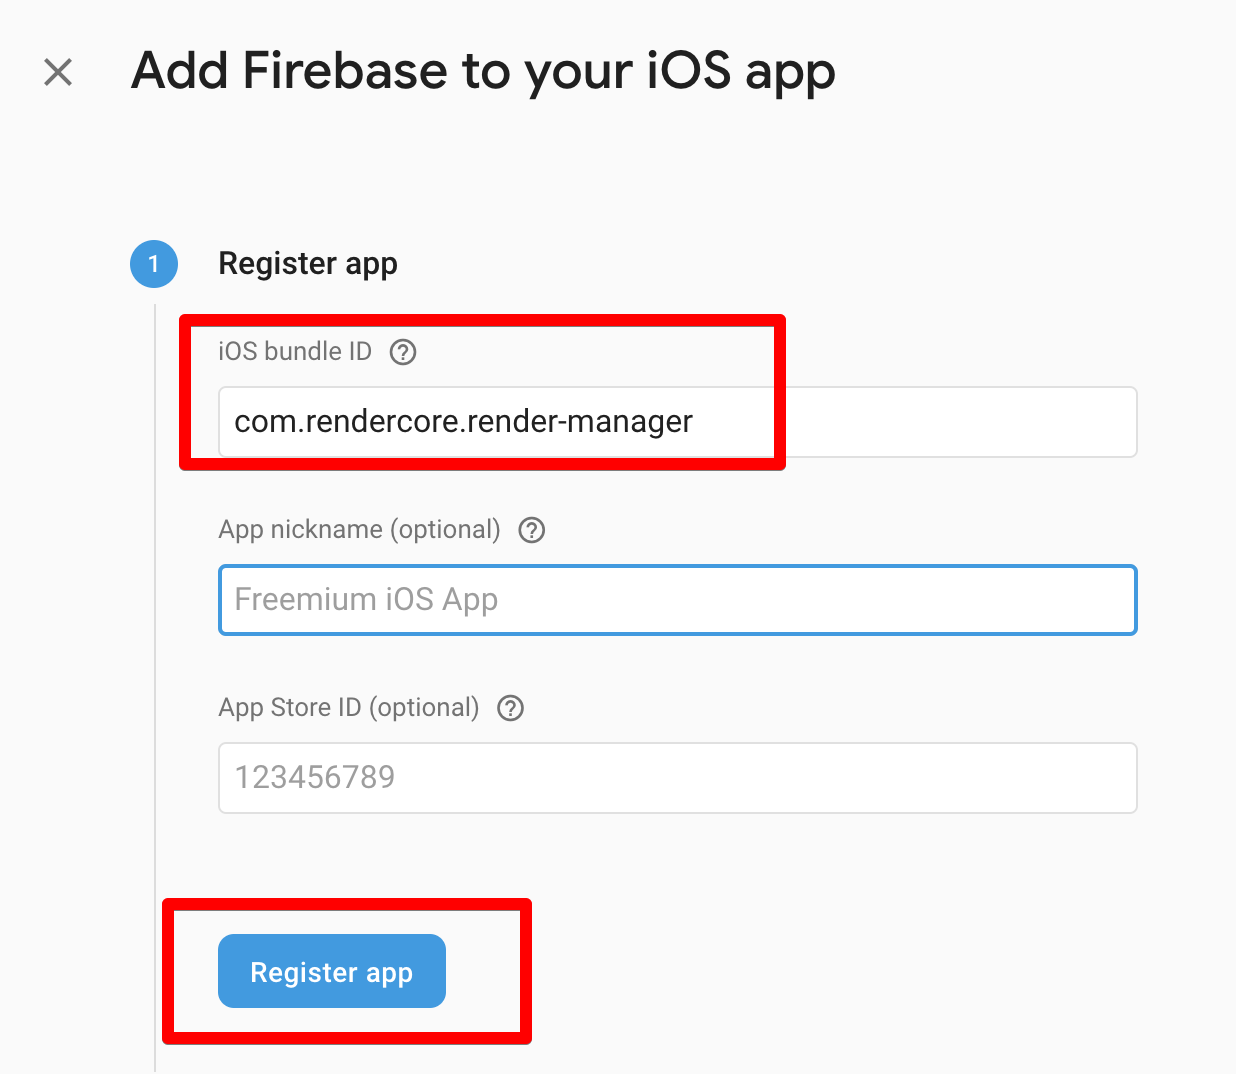 Add Firebase to your iOS app
1 Register app
iOS bundle ID ?
com.rendercore.render-manager
App nickname (optional) ?
Freemium iOS App
App Store ID (optional) ?
123456789
Register app